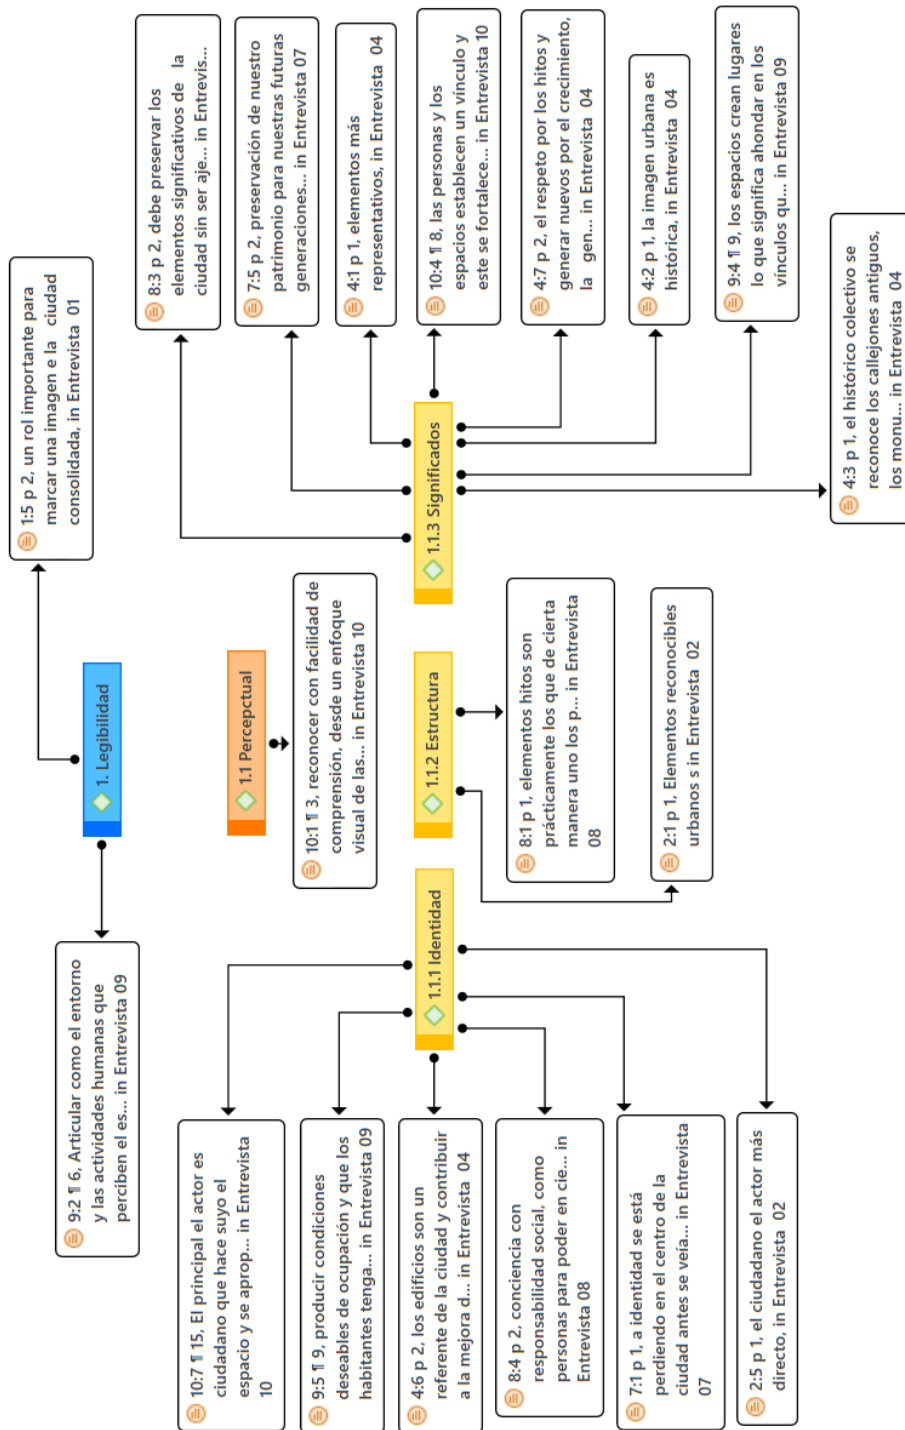 9:2 ¶ 6, Articular como el entorno
y las actividades humanas que
perciben el es... in Entrevista 09
1. Legibilidad
1:5 p 2, un rol importante para
marcar una imagen e la ciudad
consolidada, in Entrevista 01
1.1 Percepctual
10:1 ¶ 3, reconocer con facilidad de
comprensión, desde un enfoque
visual de las... in Entrevista 10
1.1.1 Identidad
10:7 ¶ 15, El principal el actor es
ciudadano que hace suyo el
espacio y se aprop... in Entrevista
10
9:5 ¶ 9, producir condiciones
deseables de ocupación y que los
habitantes tenga... in Entrevista 09
4:6 p 2, los edificios son un
referente de la ciudad y contribuir
a la mejora d... in Entrevista 04
8:4 p 2, conciencia con
responsabilidad social, como
personas para poder en cie... in
Entrevista 08
7:1 p 1, a identidad se está
perdiendo en el centro de la
ciudad antes se veía... in Entrevista
07
2:5 p 1, el ciudadano el actor más
directo, in Entrevista 02
1.1.2 Estructura
8:1 p 1, elementos hitos son
prácticamente los que de cierta
manera uno los p... in Entrevista
08
2:1 p 1, Elementos reconocibles
urbanos s in Entrevista 02
1.1.3 Significados
8:3 p 2, debe preservar los
elementos significativos de la
ciudad sin ser aje... in Entrevis...
7:5 p 2, preservación de nuestro
patrimonio para nuestras futuras
generaciones... in Entrevista 07
4:1 p 1, elementos más
representativos, in Entrevista 04
10:4 ¶ 8, las personas y los
espacios establecen un vínculo y
este se fortalece... in Entrevista 10
4:7 p 2, el respeto por los hitos y
generar nuevos por el crecimiento,
la gen... in Entrevista 04
4:2 p 1, la imagen urbana es
histórica, in Entrevista 04
9:4 ¶ 9, los espacios crean lugares
lo que significa ahondar en los
vínculos qu... in Entrevista 09
4:3 p 1, el histórico colectivo se
reconoce los callejones antiguos,
los monu... in Entrevista 04